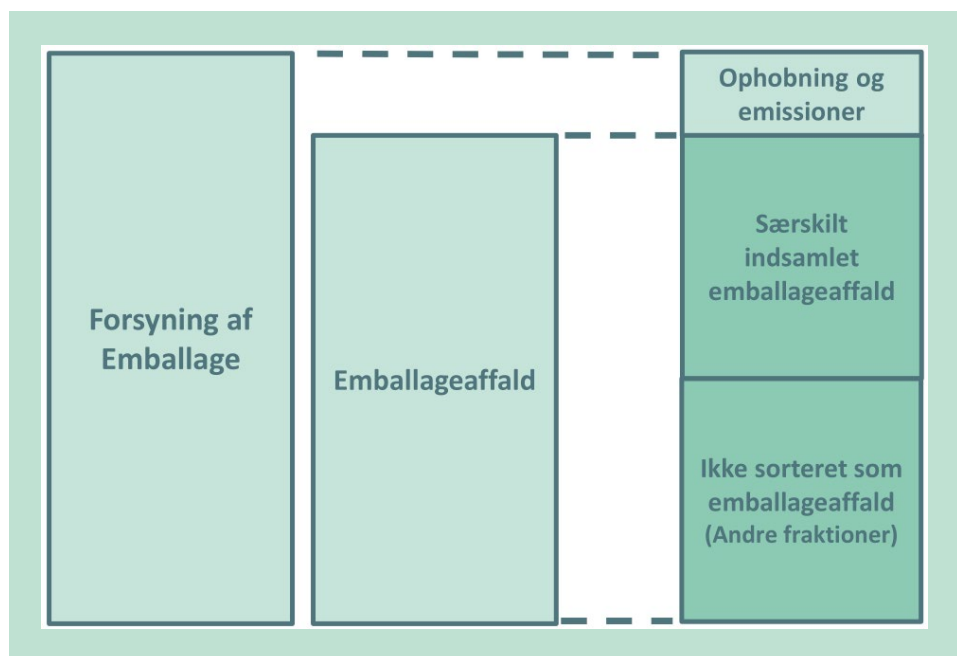 Forsyning af
Emballage
Emballageaffald
Ophobning og
emissioner
Særskilt
indsamlet
emballageaffald
Ikke sorteret som
emballageaffald
(Andre fraktioner)